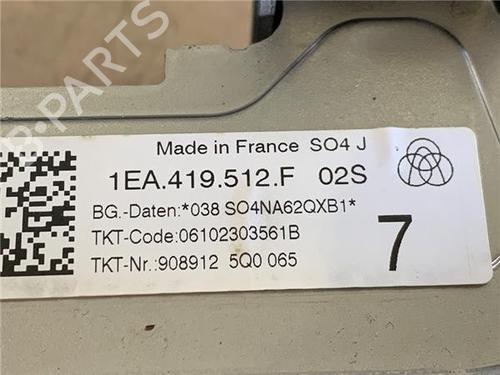 Made in France SO4 J
1EA.419.512.F 02S
BG.-Daten:*038 SO4NA62QXB1*
TKT-Code:06102303561B
TKT-Nr.:908912 5Q0 065
7
B-PARTS